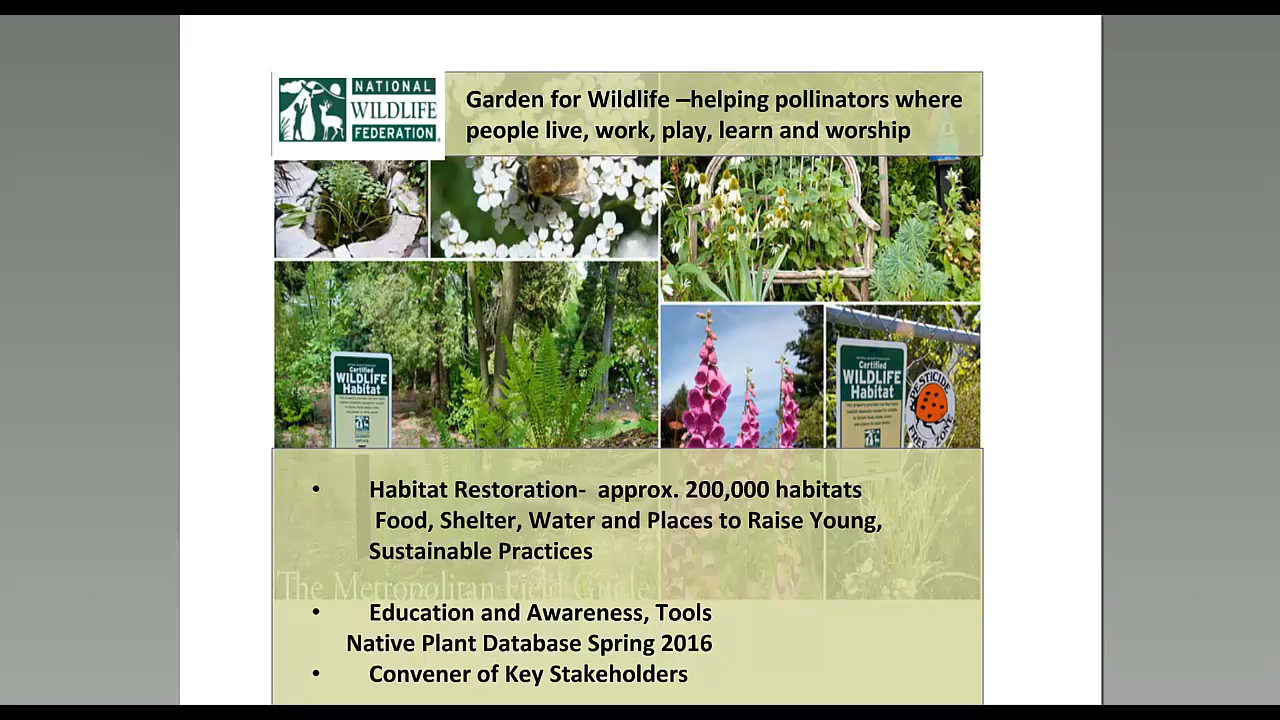 NATIONAL
WILDLIFE
FEDERATION
Garden for Wildlife –helping pollinators where
people live, work, play, learn and worship
Certified
WILDLIFE
Habitat
Certified
WILDLIFE
Habitat
PESTICIDE
FREE ZONE
• Habitat Restoration- approx. 200,000 habitats
Food, Shelter, Water and Places to Raise Young,
Sustainable Practices
The Metropolitan Field Guide
• Education and Awareness, Tools
Native Plant Database Spring 2016
• Convener of Key Stakeholders